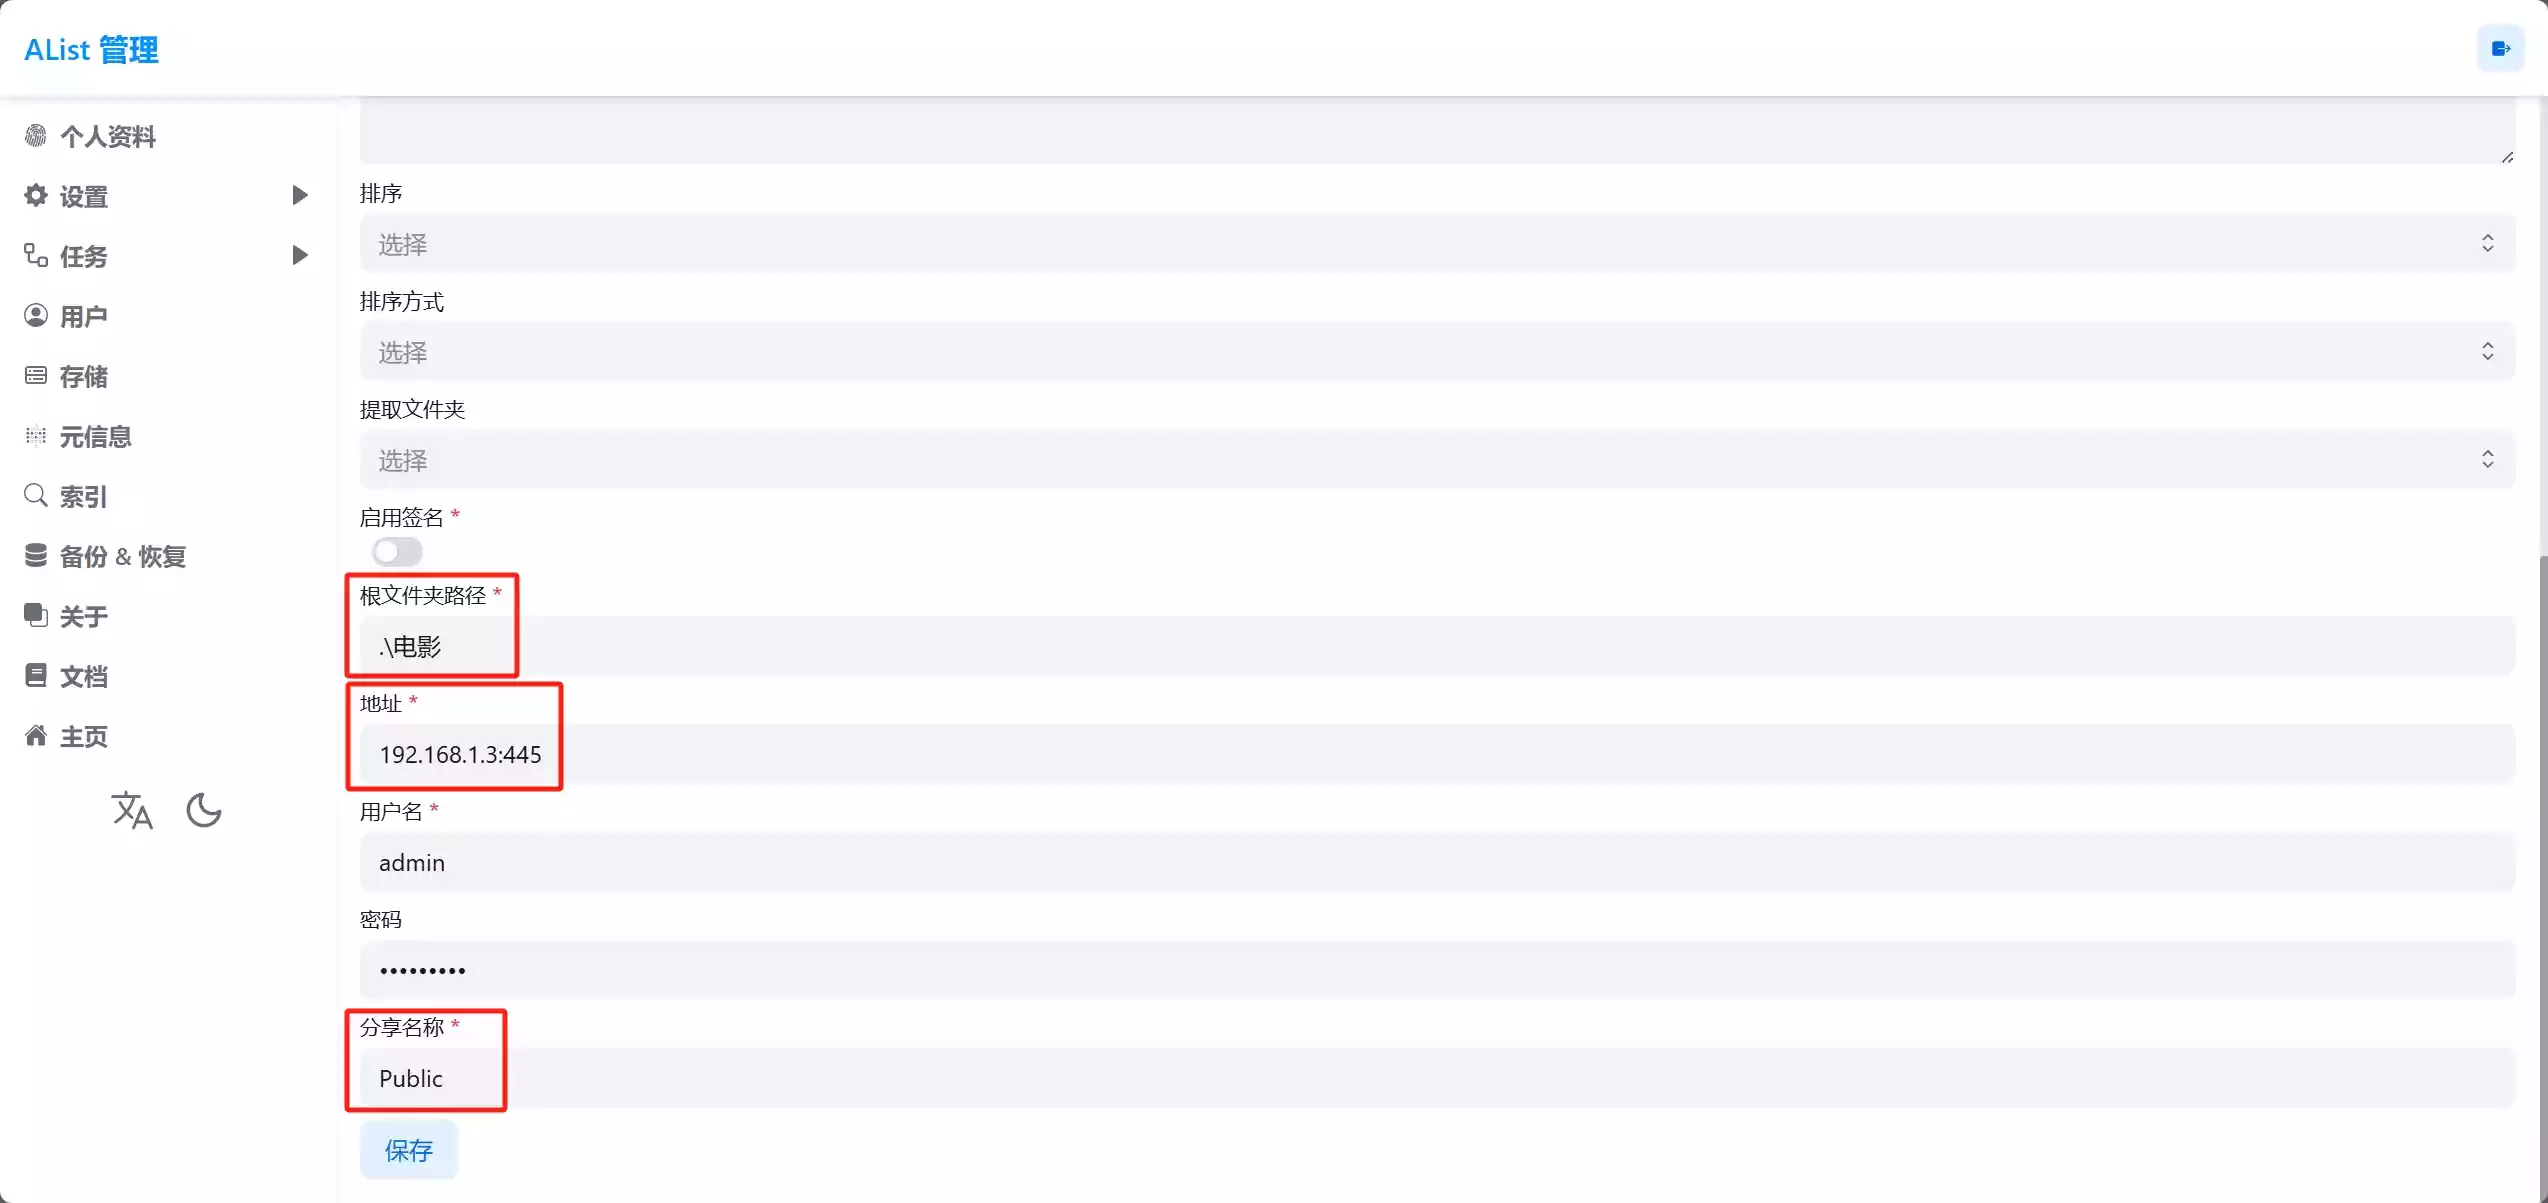 AList 管理
个人资料
设置
任务
用户
存储
元信息
索引
备份 & 恢复
关于
文档
主页
排序
选择
排序方式
选择
提取文件夹
选择
启用签名 *
根文件夹路径 *
.\电影
地址 *
192.168.1.3:445
用户名 *
admin
密码
•••••••••
分享名称 *
Public
保存